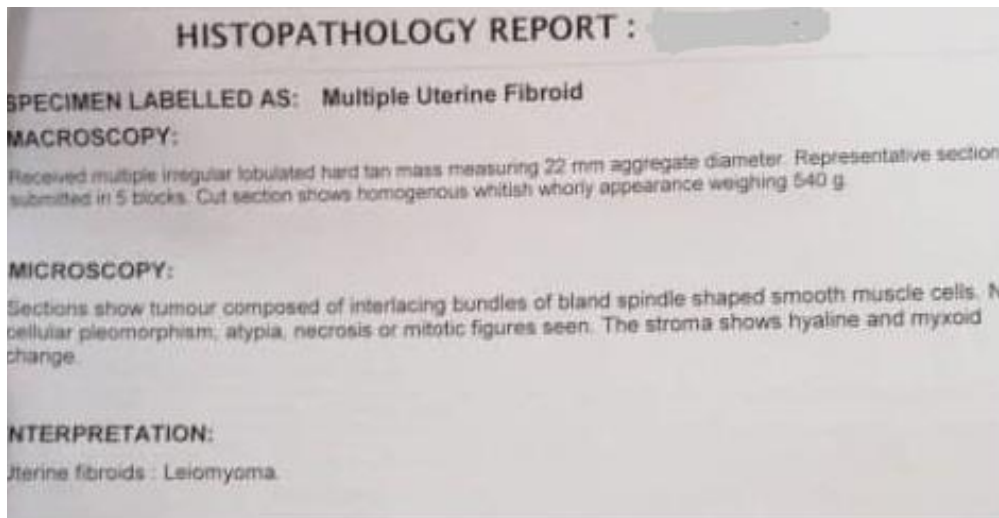 HISTOPATHOLOGY REPORT :
SPECIMEN LABELLED AS: Multiple Uterine Fibroid
MACROSCOPY:
Received multiple irregular lobulated hard tan mass measuring 22 mm aggregate diameter. Representative section
submitted in 5 blocks. Cut section shows homogenous whitish whorly appearance weighing 540 g.
MICROSCOPY:
Sections show tumour composed of interlacing bundles of bland spindle shaped smooth muscle cells. N
cellular pleomorphism, atypia, necrosis or mitotic figures seen. The stroma shows hyaline and myxoid
change.
NTERPRETATION:
Uterine fibroids : Leiomyoma.